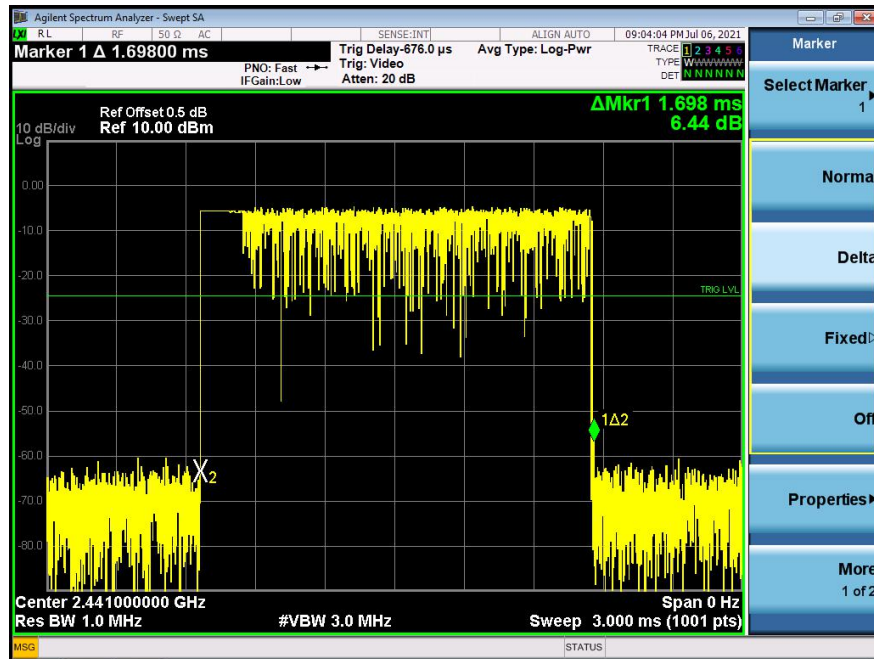 Agilent Spectrum Analyzer - Swept SA
LXI RL RF 50 Ω AC SENSE:INT ALIGN AUTO 09:04:04 PM Jul 06, 2021
Marker 1 Δ 1.69800 ms
PNO: Fast
IFGain:Low
Trig Delay-676.0 µs
Trig: Video
Atten: 20 dB
Avg Type: Log-Pwr
TRACE 1 2 3 4 5 6
TYPE WWWWWW
DET N N N N N N
ΔMkr1 1.698 ms
6.44 dB
Ref Offset 0.5 dB
10 dB/div Ref 10.00 dBm
Log
0.00
-10.0
-20.0
TRIG LVL
-30.0
-40.0
-50.0
1Δ2
-60.0
2
-70.0
-80.0
Center 2.441000000 GHz Span 0 Hz
Res BW 1.0 MHz #VBW 3.0 MHz Sweep 3.000 ms (1001 pts)
MSG STATUS
Marker
Select Marker
1
Norma
Delta
Fixed
Off
Properties
More
1 of 2